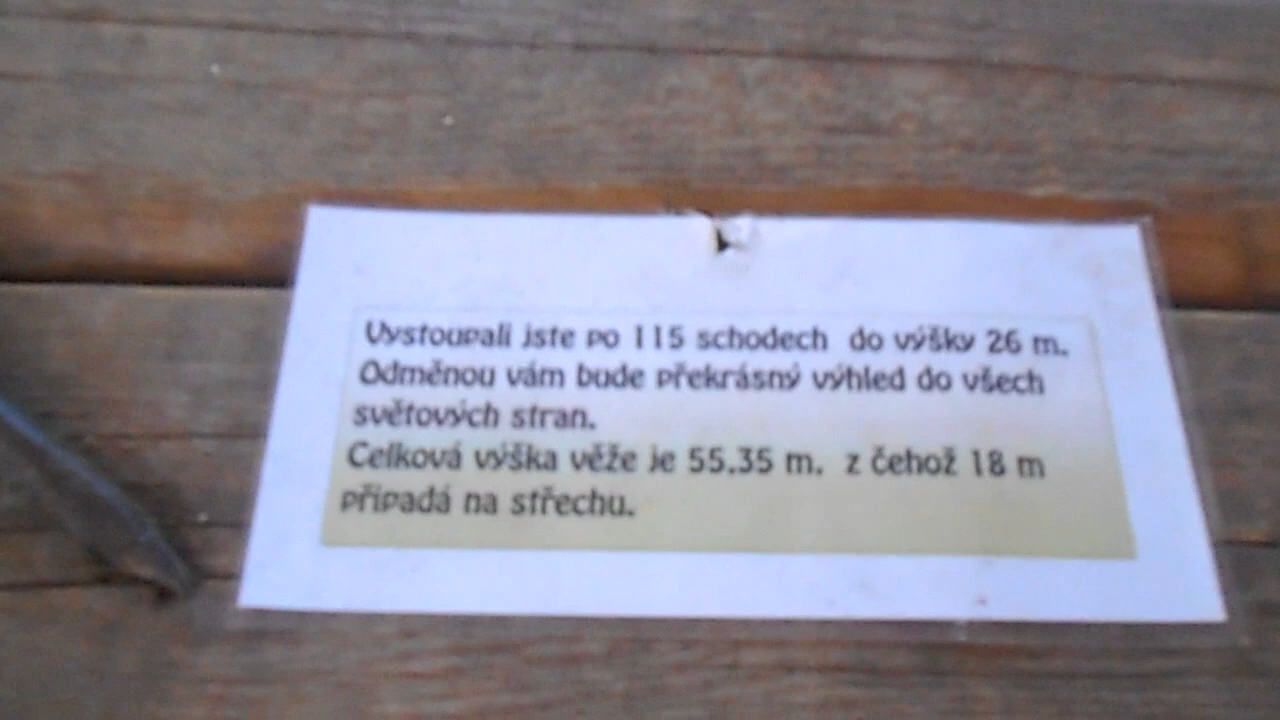 Vystoupali jste po 115 schodech do výšky 26 m.
Odměnou vám bude překrásný výhled do všech
světových stran.
Celková výška věže je 55,35 m. z čehož 18 m
připadá na střechu.